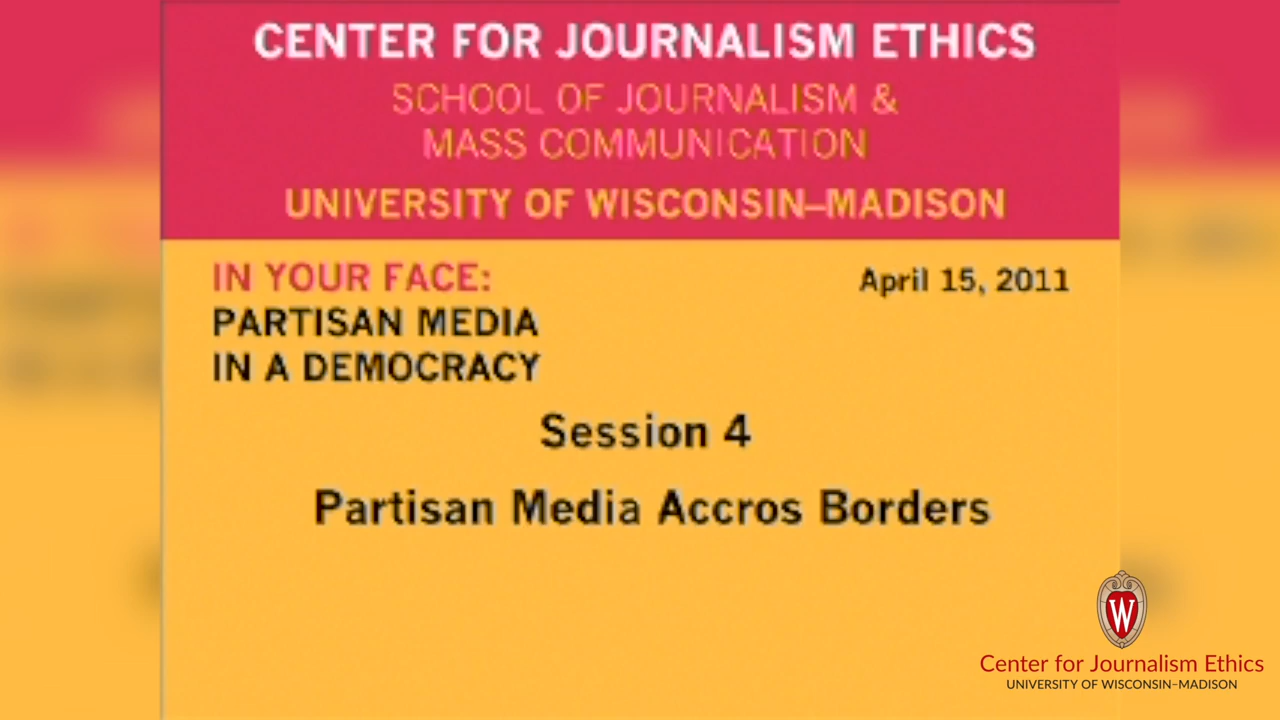 CENTER FOR JOURNALISM ETHICS
SCHOOL OF JOURNALISM &
MASS COMMUNICATION
UNIVERSITY OF WISCONSIN–MADISON
IN YOUR FACE:
April 15, 2011
PARTISAN MEDIA
IN A DEMOCRACY
Session 4
Partisan Media Accros Borders
W
Center for Journalism Ethics
UNIVERSITY OF WISCONSIN–MADISON